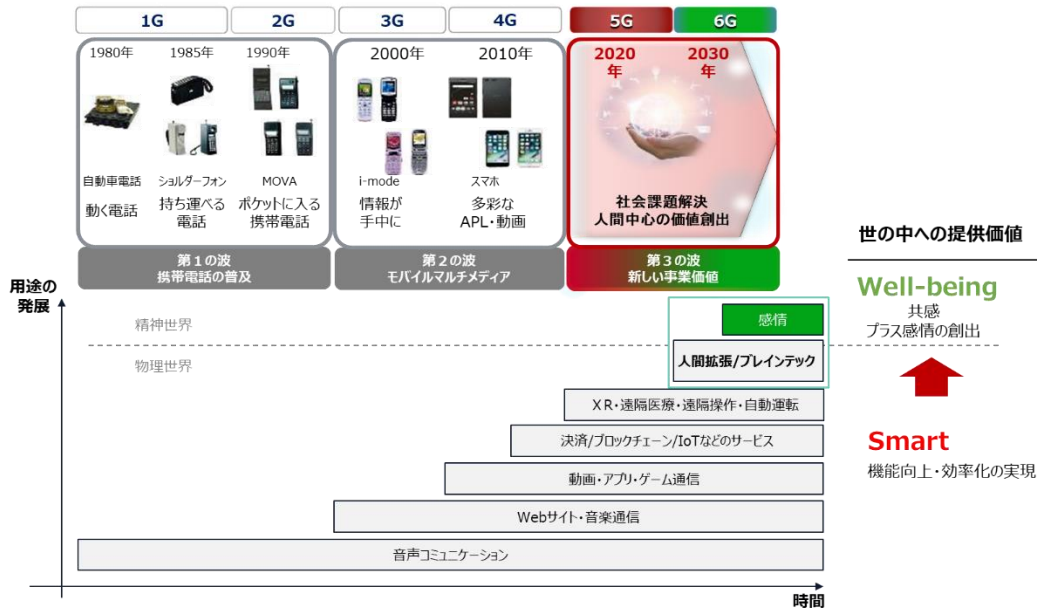 1G
2G
3G
4G
5G
6G
1980年
1985年
1990年
2000年
2010年
2020
年
2030
年
自動車電話
ショルダーフォン
MOVA
i-mode
スマホ
動く電話
持ち運べる
電話
ポケットに入る
携帯電話
情報が
手中に
多彩な
APL・動画
社会課題解決
人間中心の価値創出
第1の波
携帯電話の普及
第2の波
モバイルマルチメディア
第3の波
新しい事業価値
世の中への提供価値
用途の
発展
精神世界
物理世界
感情
人間拡張/ブレインテック
XR・遠隔医療・遠隔操作・自動運転
決済/ブロックチェーン/IoTなどのサービス
動画・アプリ・ゲーム通信
Webサイト・音楽通信
音声コミュニケーション
時間
Well-being
共感
プラス感情の創出
Smart
機能向上・効率化の実現